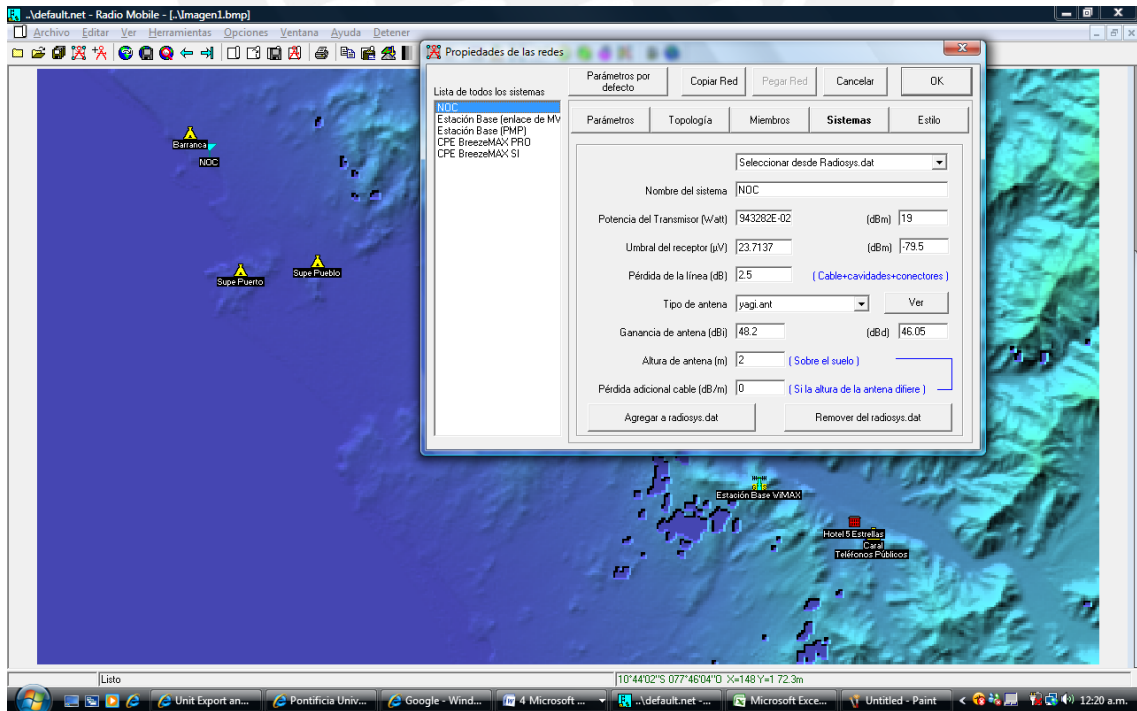 ..\default.net - Radio Mobile - [..\Imagen1.bmp]
Archivo Editar Ver Herramientas Opciones Ventana Ayuda Detener
Barranca
NOC
Supe Puerto
Supe Pueblo
Propiedades de las redes
Parámetros por defecto
Copiar Red
Pegar Red
Cancelar
OK
Lista de todos los sistemas
NOC
Estación Base (enlace de MV
Estación Base (PMP)
CPE BreezeMAX PRO
CPE BreezeMAX SI
Parámetros
Topología
Miembros
Sistemas
Estilo
Seleccionar desde Radiosys.dat
Nombre del sistema NOC
Potencia del Transmisor (Watt) 943282E-02 (dBm) 19
Umbral del receptor (µV) 23.7137 (dBm) -79.5
Pérdida de la línea (dB) 2.5 ( Cable+cavidades+conectores )
Tipo de antena yagi.ant Ver
Ganancia de antena (dBi) 48.2 (dBd) 46.05
Altura de antena (m) 2 ( Sobre el suelo )
Pérdida adicional cable (dB/m) 0 ( Si la altura de la antena difiere )
Agregar a radiosys.dat
Remover del radiosys.dat
Estación Base WiMAX
Hotel 5 Estrellas
Caral
Teléfonos Públicos
Listo
10°44'02"S 077°46'04"O X=148 Y=1 72.3m
Unit Export an...
Pontificia Univ...
Google - Wind...
4 Microsoft ...
..\default.net -...
Microsoft Exce...
Untitled - Paint
12:20 a.m.